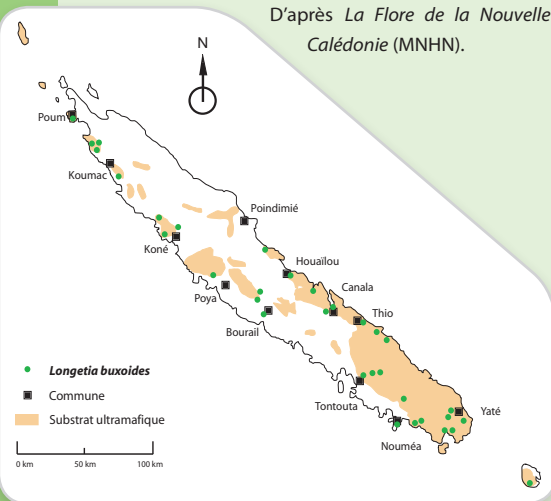 D'après La Flore de la Nouvelle
Calédonie (MNHN).
N
Poum
Koumac
Poindimié
Koné
Houaïlou
Canala
Poya
Thio
Bourail
Longetia buxoides
Commune
Tontouta
Yaté
Substrat ultramafique
Nouméa
0 km 50 km 100 km